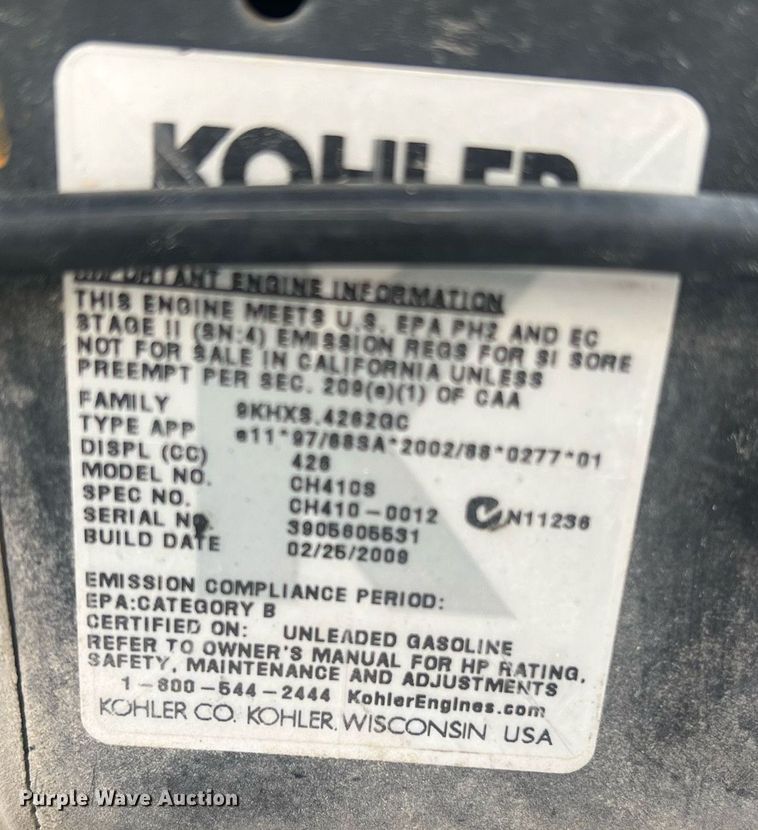 KOHLER
IMPORTANT ENGINE INFORMATION
THIS ENGINE MEETS U.S. EPA PH2 AND EC
STAGE II (SN:4) EMISSION REGS FOR SI SORE
NOT FOR SALE IN CALIFORNIA UNLESS
PREEMPT PER SEC. 209(e)(1) OF CAA
FAMILY 9KHXS.4262GC
TYPE APP e11*97/68SA*2002/88*0277*01
DISPL (CC) 426
MODEL NO. CH410S
SPEC NO. CH410-0012 N11236
SERIAL NO. 3905605531
BUILD DATE 02/25/2009
EMISSION COMPLIANCE PERIOD:
EPA:CATEGORY B
CERTIFIED ON: UNLEADED GASOLINE
REFER TO OWNER'S MANUAL FOR HP RATING,
SAFETY, MAINTENANCE AND ADJUSTMENTS
1-800-544-2444 KohlerEngines.com
KOHLER CO. KOHLER, WISCONSIN USA
Purple Wave Auction